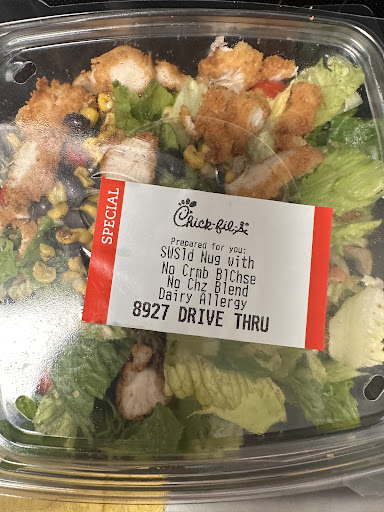 SPECIAL
Chick-fil-A
Prepared for you:
SWSld Nug with
No Crmb BlChse
No Chz Blend
Dairy Allergy
8927 DRIVE THRU